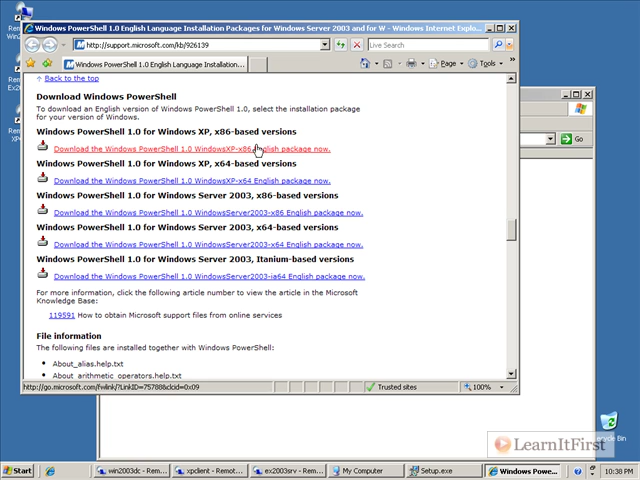 Windows PowerShell 1.0 English Language Installation Packages for Windows Server 2003 and for W - Windows Internet Explo...
http://support.microsoft.com/kb/926139
Live Search
Windows PowerShell 1.0 English Language Installation...
Page
Tools
Back to the top
Download Windows PowerShell
To download an English version of Windows PowerShell 1.0, select the installation package
for your version of Windows.
Windows PowerShell 1.0 for Windows XP, x86-based versions
Download the Windows PowerShell 1.0 WindowsXP-x86 English package now.
Windows PowerShell 1.0 for Windows XP, x64-based versions
Download the Windows PowerShell 1.0 WindowsXP-x64 English package now.
Windows PowerShell 1.0 for Windows Server 2003, x86-based versions
Download the Windows PowerShell 1.0 WindowsServer2003-x86 English package now.
Windows PowerShell 1.0 for Windows Server 2003, x64-based versions
Download the Windows PowerShell 1.0 WindowsServer2003-x64 English package now.
Windows PowerShell 1.0 for Windows Server 2003, Itanium-based versions
Download the Windows PowerShell 1.0 WindowsServer2003-ia64 English package now.
For more information, click the following article number to view the article in the Microsoft
Knowledge Base:
119591 How to obtain Microsoft support files from online services
File information
The following files are installed together with Windows PowerShell:
• About_alias.help.txt
• About_arithmetic_operators.help.txt
http://go.microsoft.com/fwlink/?LinkID=75788&clcid=0x09
Trusted sites
100%
Go
Rem
Ex200
Rem
XP
ecycle Bin
LearnItFirst
Start
win2003dc - Rem...
xpclient - Remot...
ex2003srv - Rem...
My Computer
Setup.exe
Windows Powe...
10:38 PM